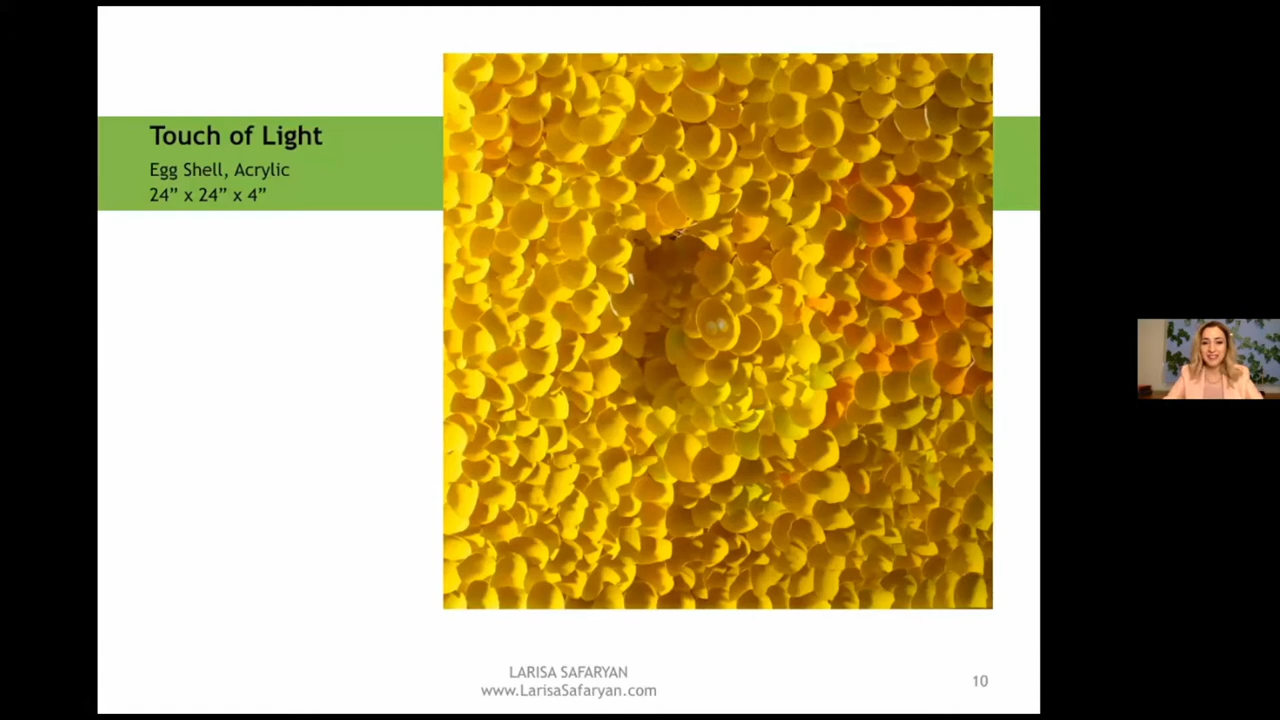 Touch of Light
Egg Shell, Acrylic
24” x 24” x 4”
LARISA SAFARYAN
www.LarisaSafaryan.com
10